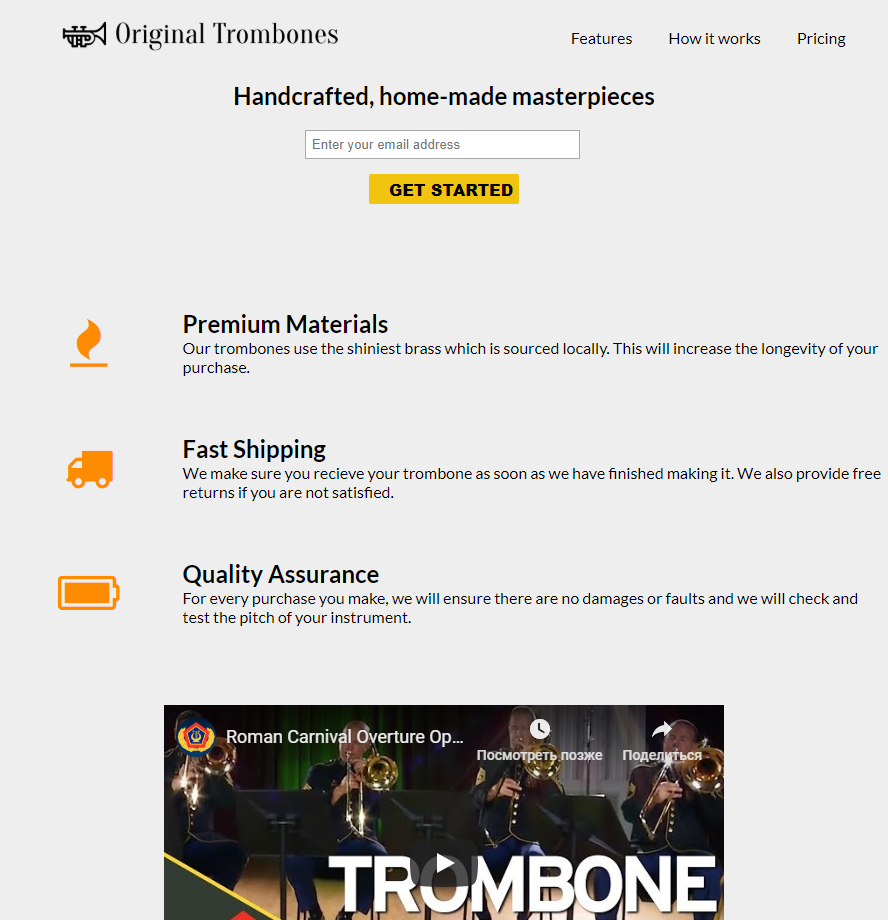 Original Trombones
Features
How it works
Pricing
Handcrafted, home-made masterpieces
Enter your email address
GET STARTED
Premium Materials
Our trombones use the shiniest brass which is sourced locally. This will increase the longevity of your
purchase.
Fast Shipping
We make sure you recieve your trombone as soon as we have finished making it. We also provide free
returns if you are not satisfied.
Quality Assurance
For every purchase you make, we will ensure there are no damages or faults and we will check and
test the pitch of your instrument.
Roman Carnival Overture Op...
Посмотреть позже
Поделиться
TROMBONE